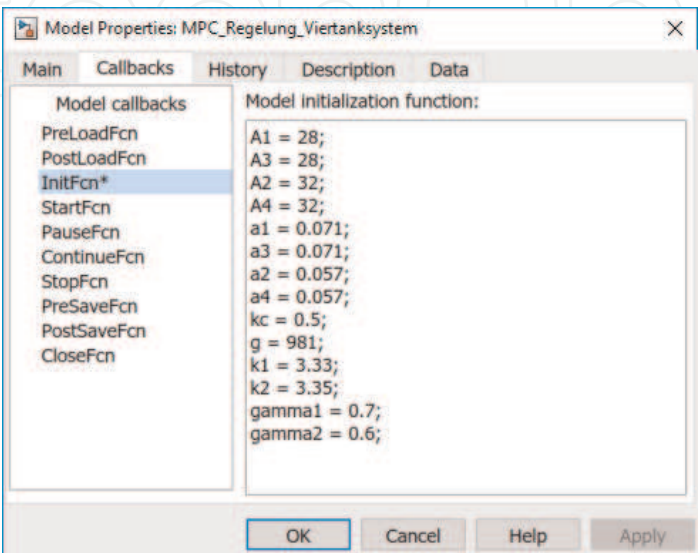 Model Properties: MPC_Regelung_Viertanksystem
Main Callbacks History Description Data
Model callbacks
PreLoadFcn
PostLoadFcn
InitFcn*
StartFcn
PauseFcn
ContinueFcn
StopFcn
PreSaveFcn
PostSaveFcn
CloseFcn
Model initialization function:
A1 = 28;
A3 = 28;
A2 = 32;
A4 = 32;
a1 = 0.071;
a3 = 0.071;
a2 = 0.057;
a4 = 0.057;
kc = 0.5;
g = 981;
k1 = 3.33;
k2 = 3.35;
gamma1 = 0.7;
gamma2 = 0.6;
OK Cancel Help Apply